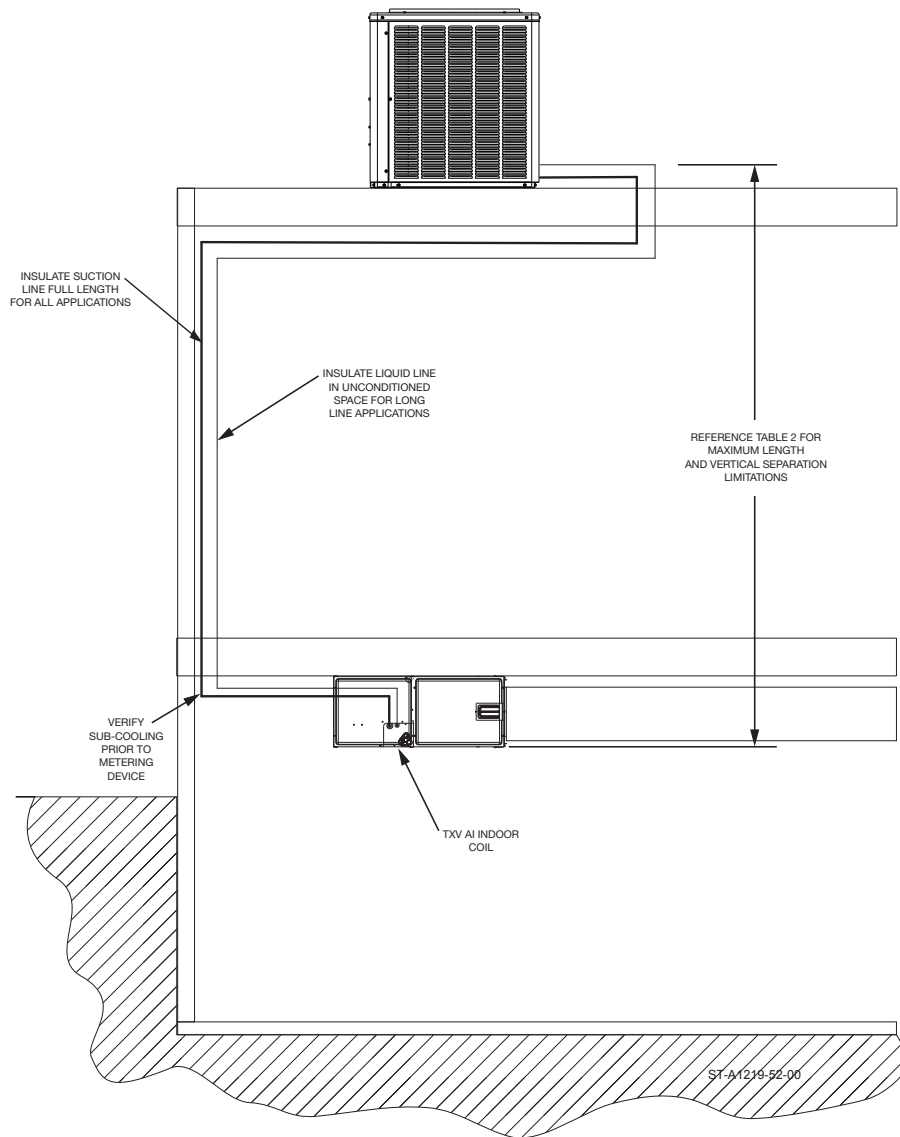 INSULATE SUCTION
LINE FULL LENGTH
FOR ALL APPLICATIONS
INSULATE LIQUID LINE
IN UNCONDITIONED
SPACE FOR LONG
LINE APPLICATIONS
REFERENCE TABLE 2 FOR
MAXIMUM LENGTH
AND VERTICAL SEPARATION
LIMITATIONS
VERIFY
SUB-COOLING
PRIOR TO
METERING
DEVICE
TXV AI INDOOR
COIL
ST-A1219-52-00